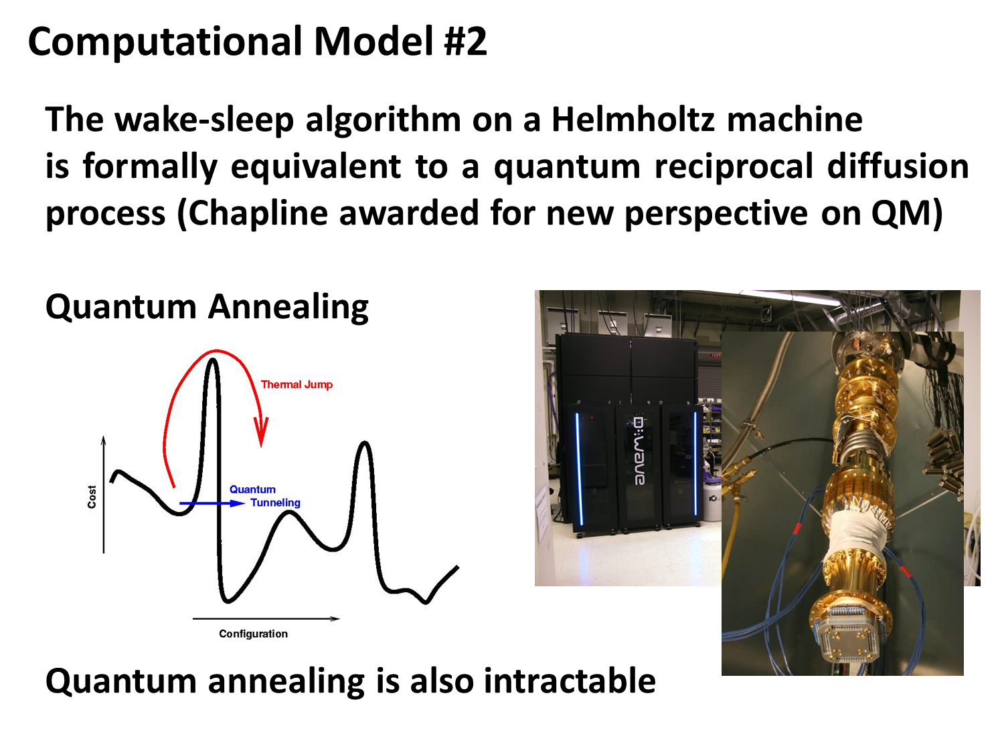 Computational Model #2
The wake-sleep algorithm on a Helmholtz machine
is formally equivalent to a quantum reciprocal diffusion
process (Chapline awarded for new perspective on QM)
Quantum Annealing
Thermal Jump
Quantum
Tunneling
Cost
Configuration
D:wave
Quantum annealing is also intractable